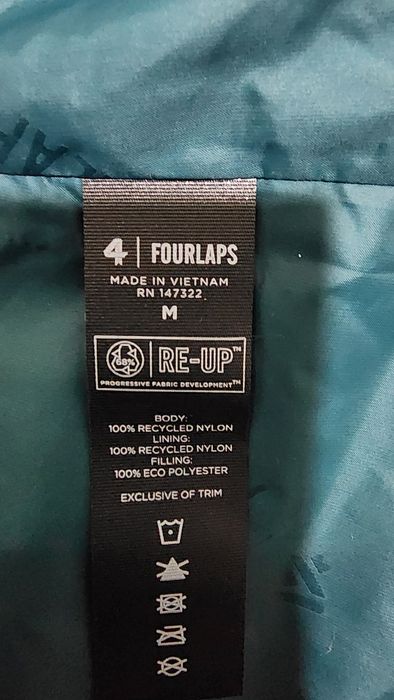 4 | FOURLAPS
MADE IN VIETNAM
RN 147322
M
68% | RE-UP™
PROGRESSIVE FABRIC DEVELOPMENT™
BODY:
100% RECYCLED NYLON
LINING:
100% RECYCLED NYLON
FILLING:
100% ECO POLYESTER
EXCLUSIVE OF TRIM